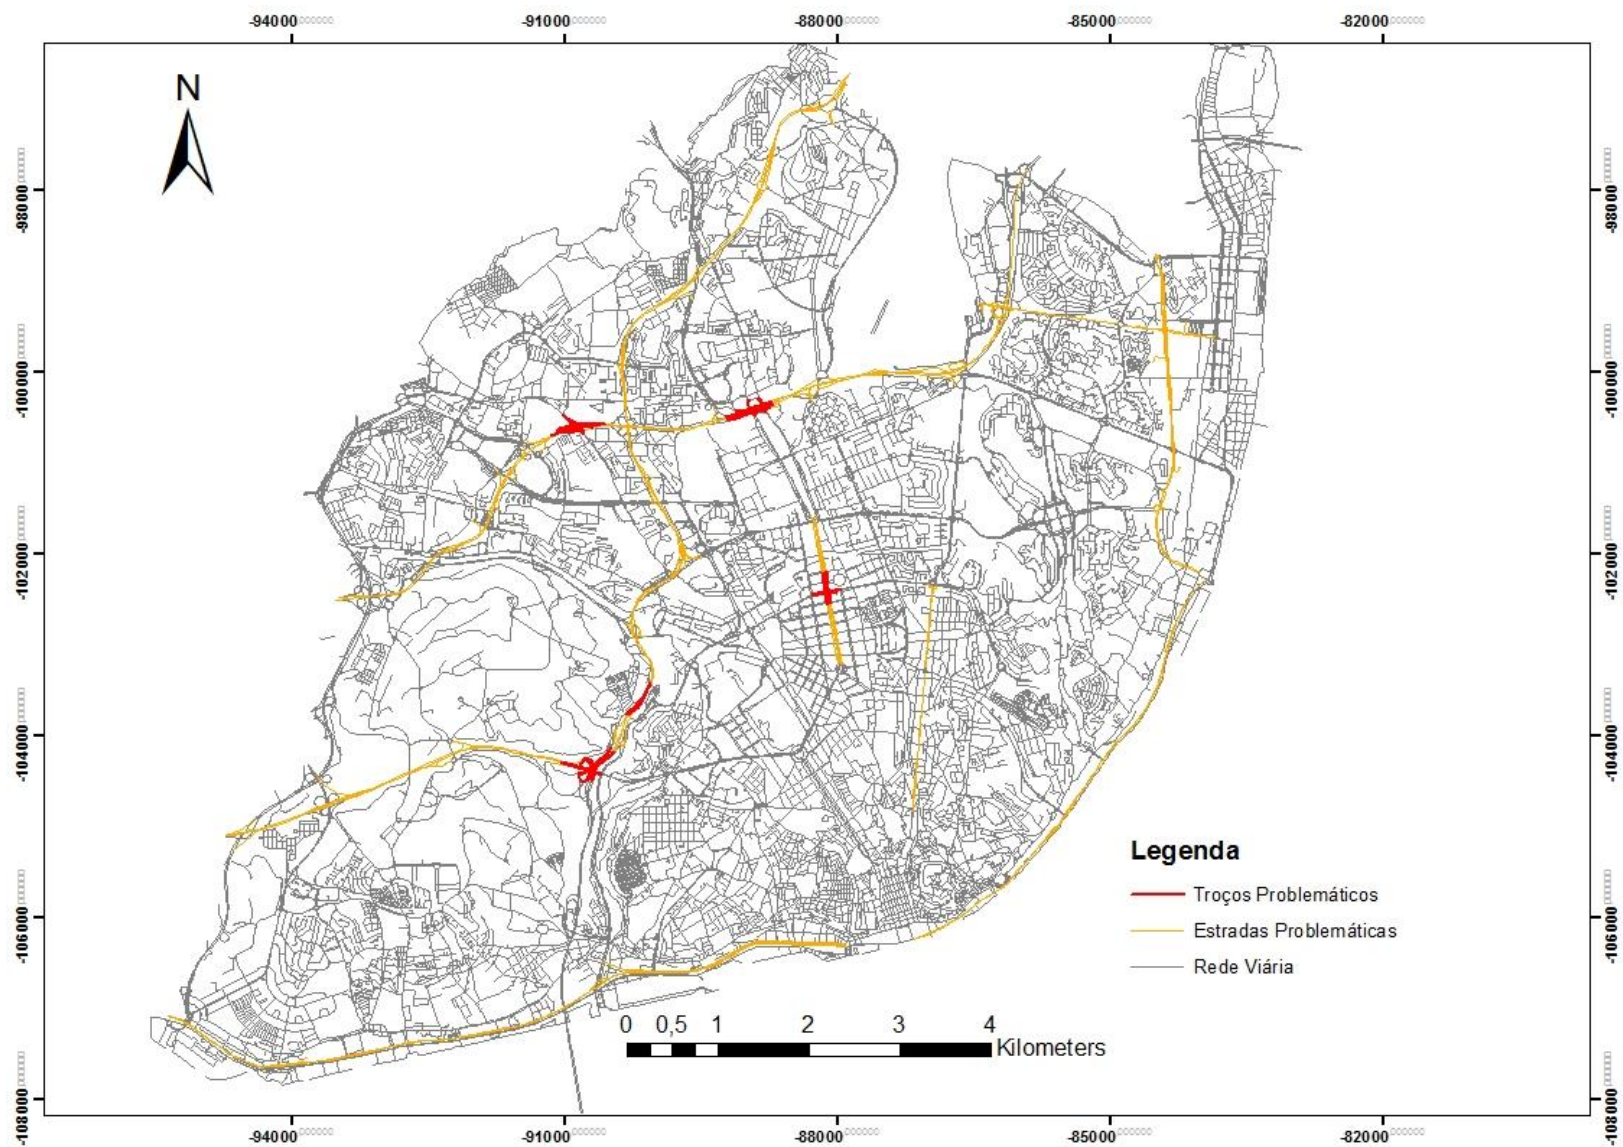 -94000 -91000 -88000 -85000 -82000
N
-98000 -98000
-100000 -100000
-102000 -102000
-104000 -104000
Legenda
Troços Problemáticos
Estradas Problemáticas
Rede Viária
-106000 -106000
0 0,5 1 2 3 4
Kilometers
-108000 -108000
-94000 -91000 -88000 -85000 -82000